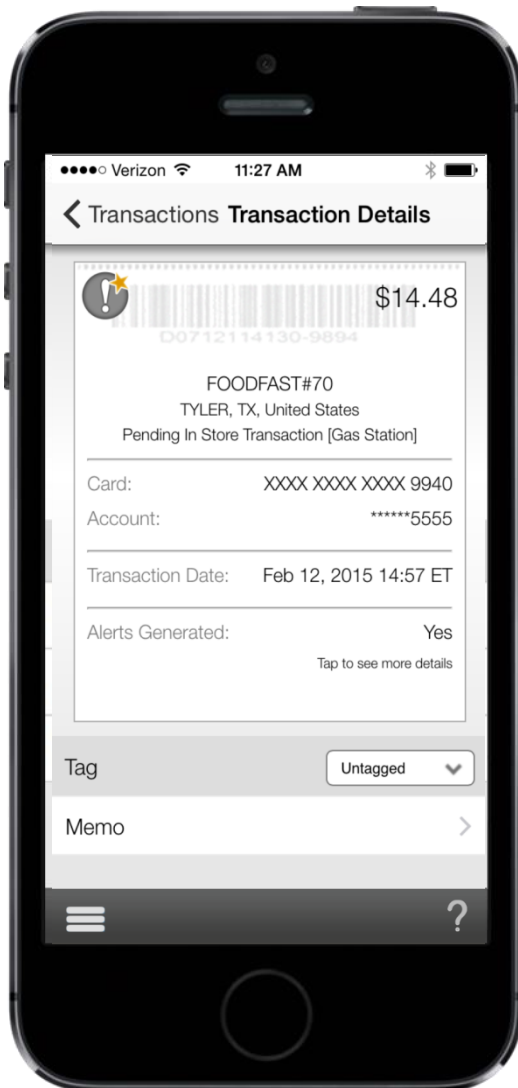 Verizon 11:27 AM
Transactions Transaction Details
$14.48
D0712114130-9894
FOODFAST#70
TYLER, TX, United States
Pending In Store Transaction [Gas Station]
Card: XXXX XXXX XXXX 9940
Account: ******5555
Transaction Date: Feb 12, 2015 14:57 ET
Alerts Generated: Yes
Tap to see more details
Tag Untagged
Memo
?